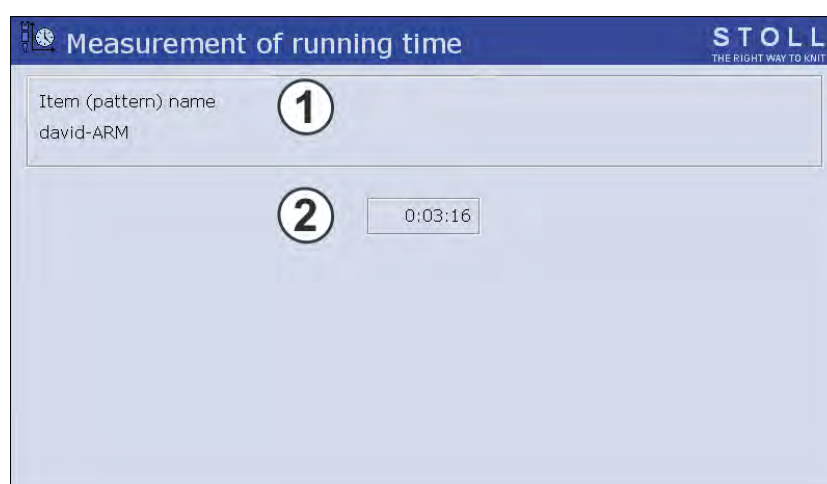 Measurement of running time
STOLL
THE RIGHT WAY TO KNIT
Item (pattern) name
1
david-ARM
2
0:03:16